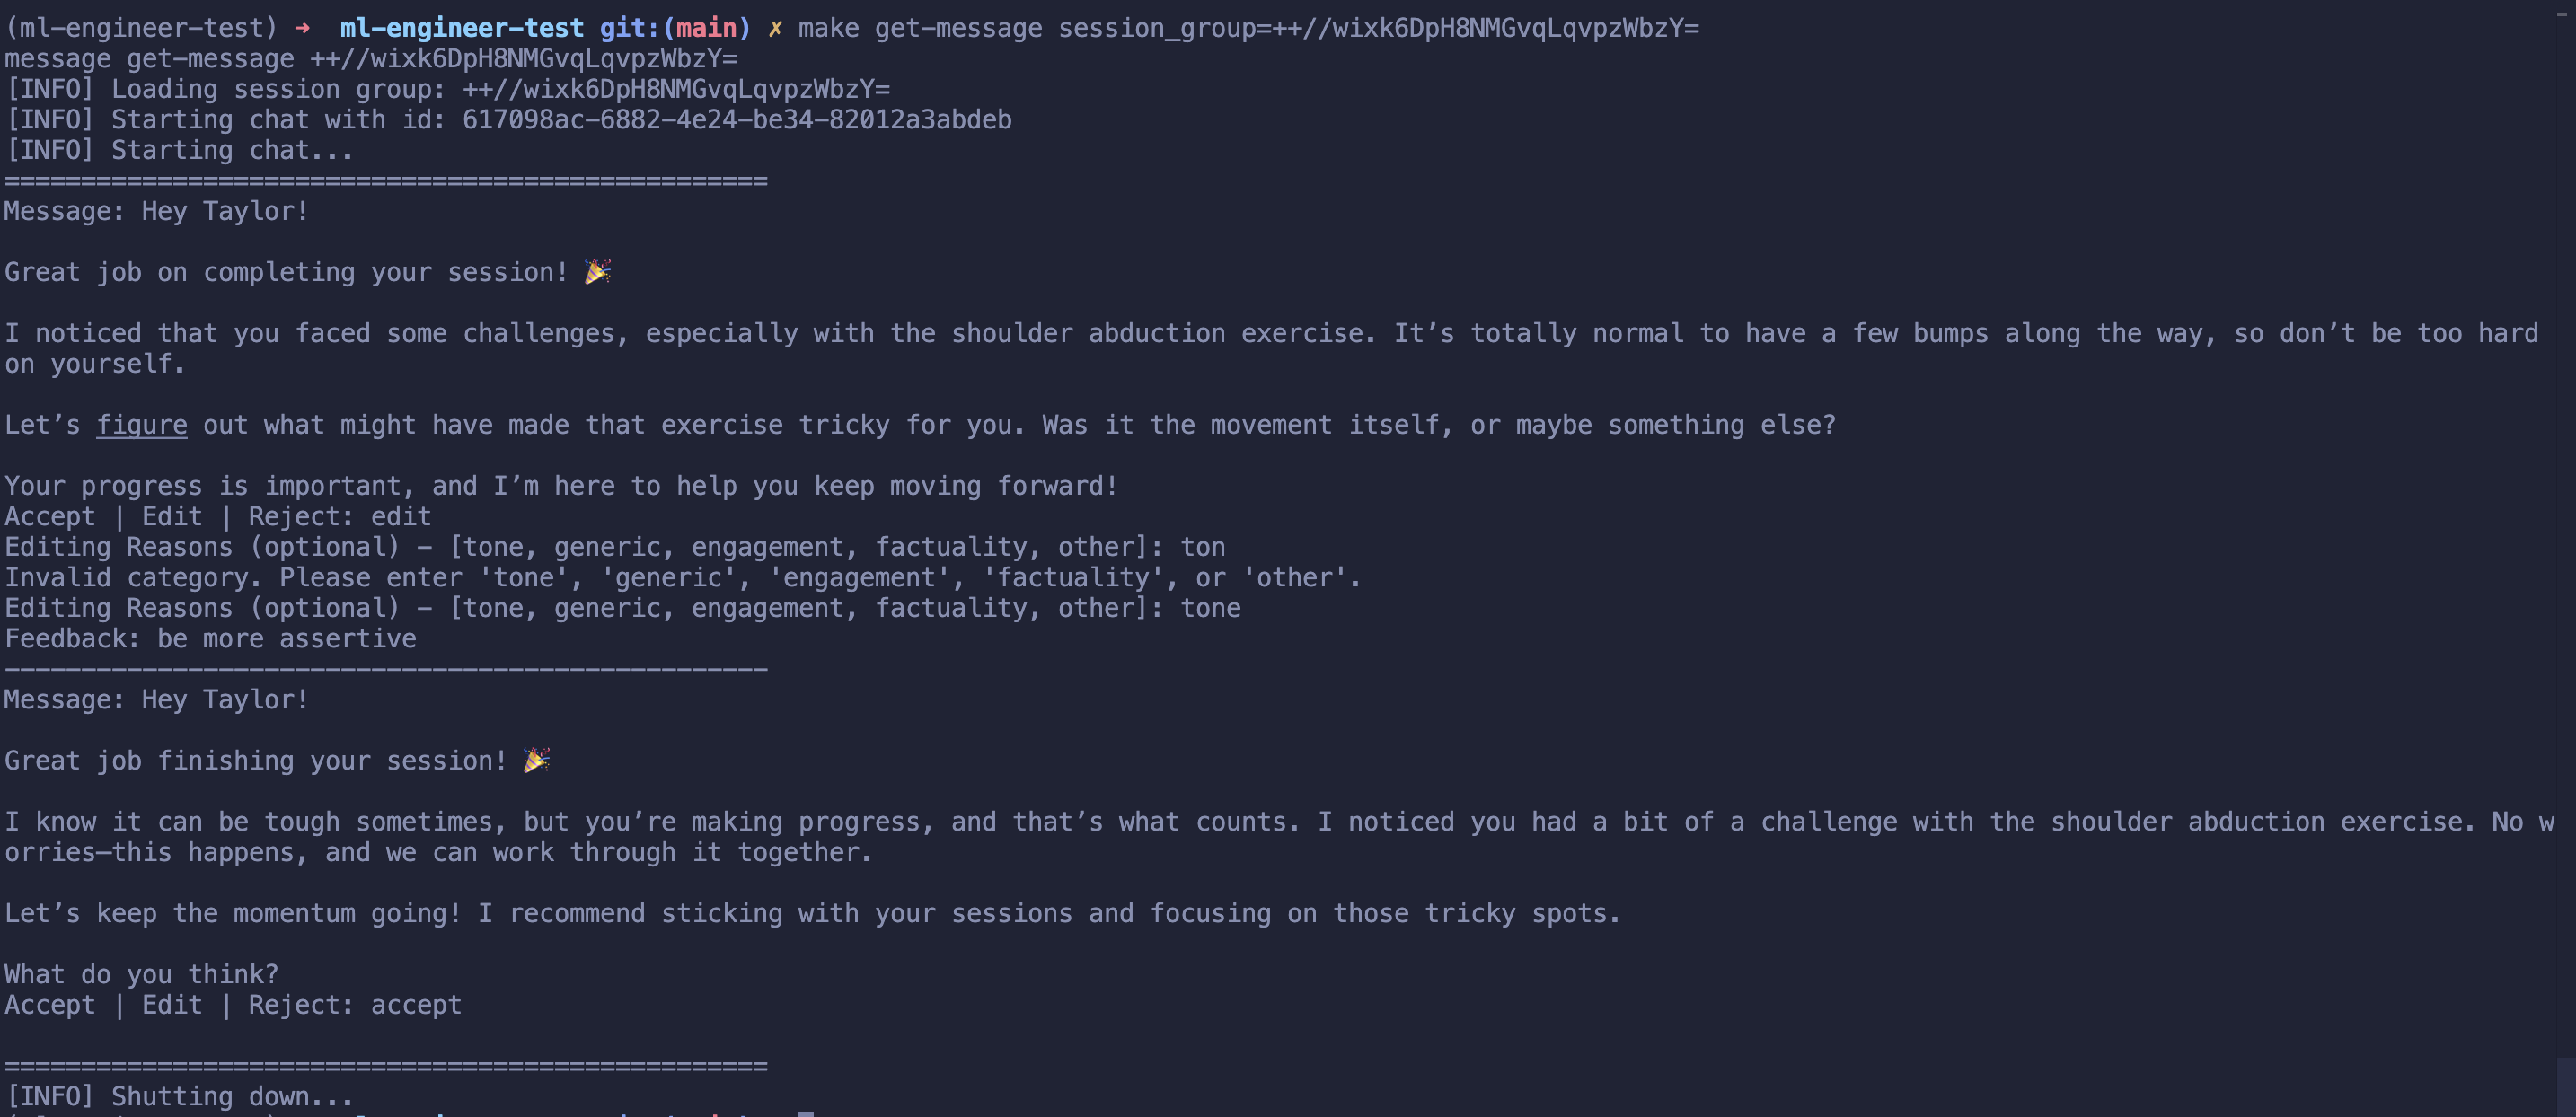 (ml-engineer-test) ➜  ml-engineer-test git:(main) ✗ make get-message session_group=++//wixk6DpH8NMGvqLqvpzWbzY=
message get-message ++//wixk6DpH8NMGvqLqvpzWbzY=
[INFO] Loading session group: ++//wixk6DpH8NMGvqLqvpzWbzY=
[INFO] Starting chat with id: 617098ac-6882-4e24-be34-82012a3abdeb
[INFO] Starting chat...
==================================================
Message: Hey Taylor!
Great job on completing your session! 🎉
I noticed that you faced some challenges, especially with the shoulder abduction exercise. It’s totally normal to have a few bumps along the way, so don’t be too hard
on yourself.
Let’s figure out what might have made that exercise tricky for you. Was it the movement itself, or maybe something else?
Your progress is important, and I’m here to help you keep moving forward!
Accept | Edit | Reject: edit
Editing Reasons (optional) - [tone, generic, engagement, factuality, other]: ton
Invalid category. Please enter 'tone', 'generic', 'engagement', 'factuality', or 'other'.
Editing Reasons (optional) - [tone, generic, engagement, factuality, other]: tone
Feedback: be more assertive
--------------------------------------------------
Message: Hey Taylor!
Great job finishing your session! 🎉
I know it can be tough sometimes, but you’re making progress, and that’s what counts. I noticed you had a bit of a challenge with the shoulder abduction exercise. No w
orries—this happens, and we can work through it together.
Let’s keep the momentum going! I recommend sticking with your sessions and focusing on those tricky spots.
What do you think?
Accept | Edit | Reject: accept
==================================================
[INFO] Shutting down...